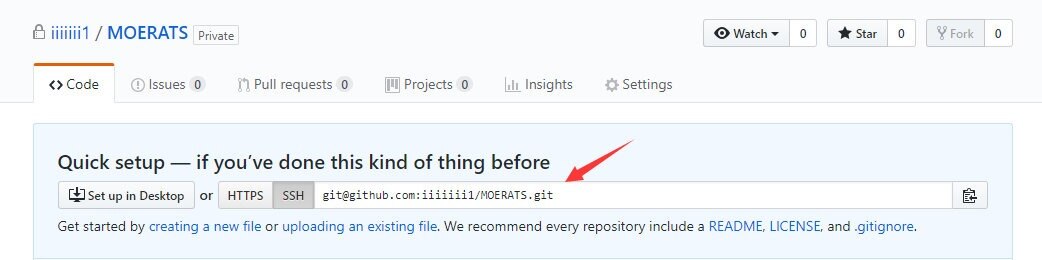 iiiiiii1 / MOERATS Private Watch 0 Star 0 Fork 0
Code Issues 0 Pull requests 0 Projects 0 Insights Settings
Quick setup — if you’ve done this kind of thing before
Set up in Desktop or HTTPS SSH git@github.com:iiiiiii1/MOERATS.git
Get started by creating a new file or uploading an existing file. We recommend every repository include a README, LICENSE, and .gitignore.